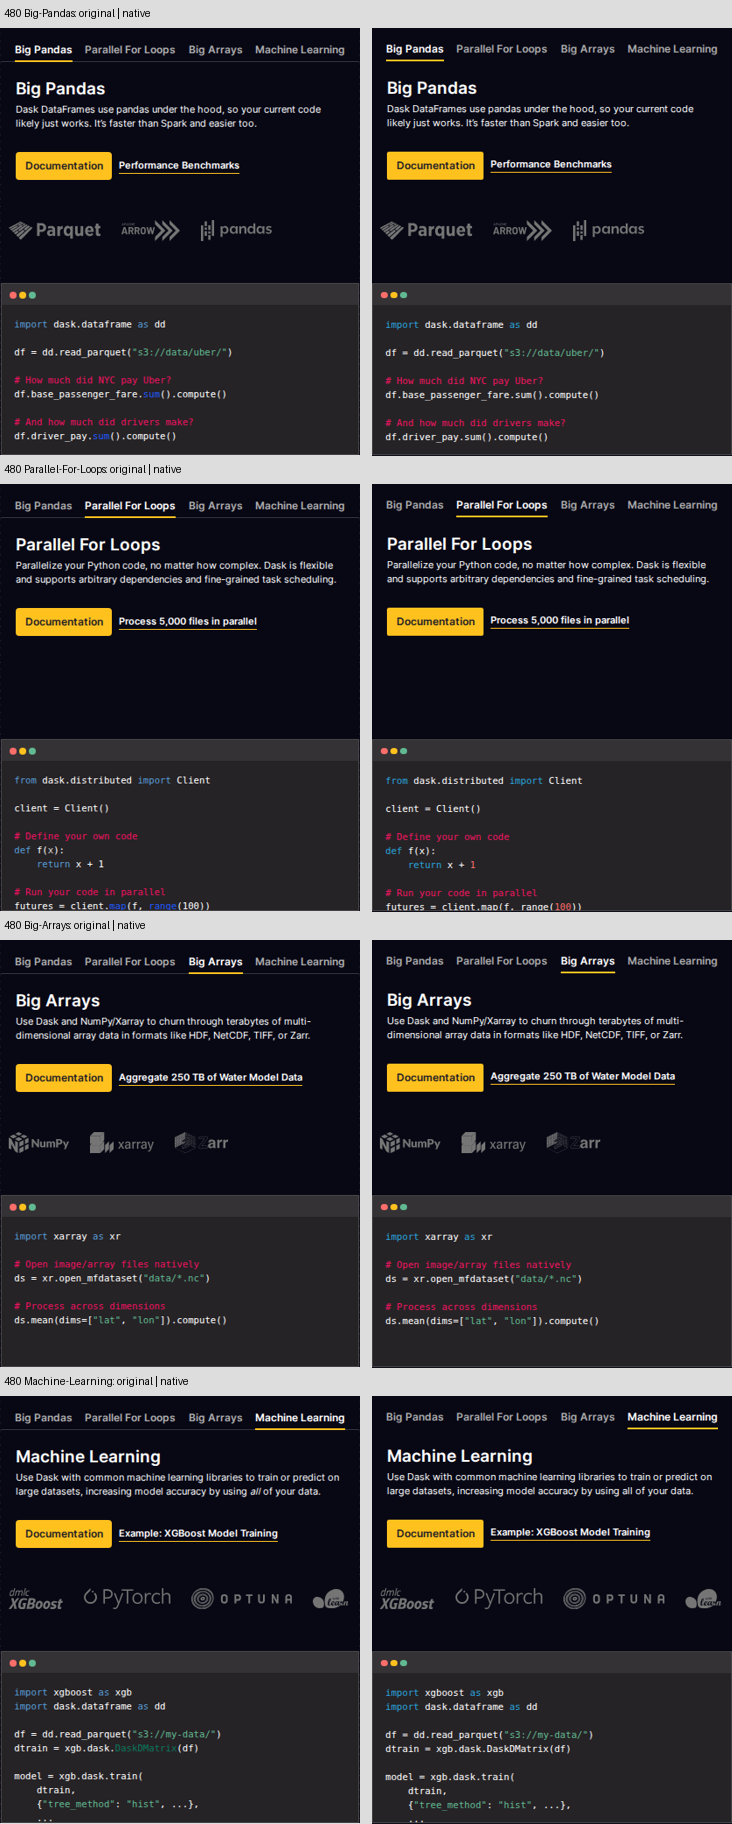 480 Big-Pandas: original | native
Big Pandas Parallel For Loops Big Arrays Machine Learning
Big Pandas
Dask DataFrames use pandas under the hood, so your current code
likely just works. It's faster than Spark and easier too.
Documentation Performance Benchmarks
Parquet ARROW pandas
import dask.dataframe as dd
df = dd.read_parquet("s3://data/uber/")
# How much did NYC pay Uber?
df.base_passenger_fare.sum().compute()
# And how much did drivers make?
df.driver_pay.sum().compute()
Big Pandas Parallel For Loops Big Arrays Machine Learning
Big Pandas
Dask DataFrames use pandas under the hood, so your current code
likely just works. It's faster than Spark and easier too.
Documentation Performance Benchmarks
Parquet ARROW pandas
import dask.dataframe as dd
df = dd.read_parquet("s3://data/uber/")
# How much did NYC pay Uber?
df.base_passenger_fare.sum().compute()
# And how much did drivers make?
df.driver_pay.sum().compute()
480 Parallel-For-Loops: original | native
Big Pandas Parallel For Loops Big Arrays Machine Learning
Parallel For Loops
Parallelize your Python code, no matter how complex. Dask is flexible
and supports arbitrary dependencies and fine-grained task scheduling.
Documentation Process 5,000 files in parallel
from dask.distributed import Client
client = Client()
# Define your own code
def f(x):
    return x + 1
# Run your code in parallel
futures = client.map(f, range(100))
Big Pandas Parallel For Loops Big Arrays Machine Learning
Parallel For Loops
Parallelize your Python code, no matter how complex. Dask is flexible
and supports arbitrary dependencies and fine-grained task scheduling.
Documentation Process 5,000 files in parallel
from dask.distributed import Client
client = Client()
# Define your own code
def f(x):
    return x + 1
# Run your code in parallel
futures = client.map(f, range(100))
480 Big-Arrays: original | native
Big Pandas Parallel For Loops Big Arrays Machine Learning
Big Arrays
Use Dask and NumPy/Xarray to churn through terabytes of multi-
dimensional array data in formats like HDF, NetCDF, TIFF, or Zarr.
Documentation Aggregate 250 TB of Water Model Data
NumPy xarray Zarr
import xarray as xr
# Open image/array files natively
ds = xr.open_mfdataset("data/*.nc")
# Process across dimensions
ds.mean(dims=["lat", "lon"]).compute()
Big Pandas Parallel For Loops Big Arrays Machine Learning
Big Arrays
Use Dask and NumPy/Xarray to churn through terabytes of multi-
dimensional array data in formats like HDF, NetCDF, TIFF, or Zarr.
Documentation Aggregate 250 TB of Water Model Data
NumPy xarray Zarr
import xarray as xr
# Open image/array files natively
ds = xr.open_mfdataset("data/*.nc")
# Process across dimensions
ds.mean(dims=["lat", "lon"]).compute()
480 Machine-Learning: original | native
Big Pandas Parallel For Loops Big Arrays Machine Learning
Machine Learning
Use Dask with common machine learning libraries to train or predict on
large datasets, increasing model accuracy by using all of your data.
Documentation Example: XGBoost Model Training
dmlc XGBoost PyTorch OPTUNA learn
import xgboost as xgb
import dask.dataframe as dd
df = dd.read_parquet("s3://my-data/")
dtrain = xgb.dask.DaskDMatrix(df)
model = xgb.dask.train(
    dtrain,
    {"tree_method": "hist", ...},
    ...
Big Pandas Parallel For Loops Big Arrays Machine Learning
Machine Learning
Use Dask with common machine learning libraries to train or predict on
large datasets, increasing model accuracy by using all of your data.
Documentation Example: XGBoost Model Training
dmlc XGBoost PyTorch OPTUNA learn
import xgboost as xgb
import dask.dataframe as dd
df = dd.read_parquet("s3://my-data/")
dtrain = xgb.dask.DaskDMatrix(df)
model = xgb.dask.train(
    dtrain,
    {"tree_method": "hist", ...},
    ...